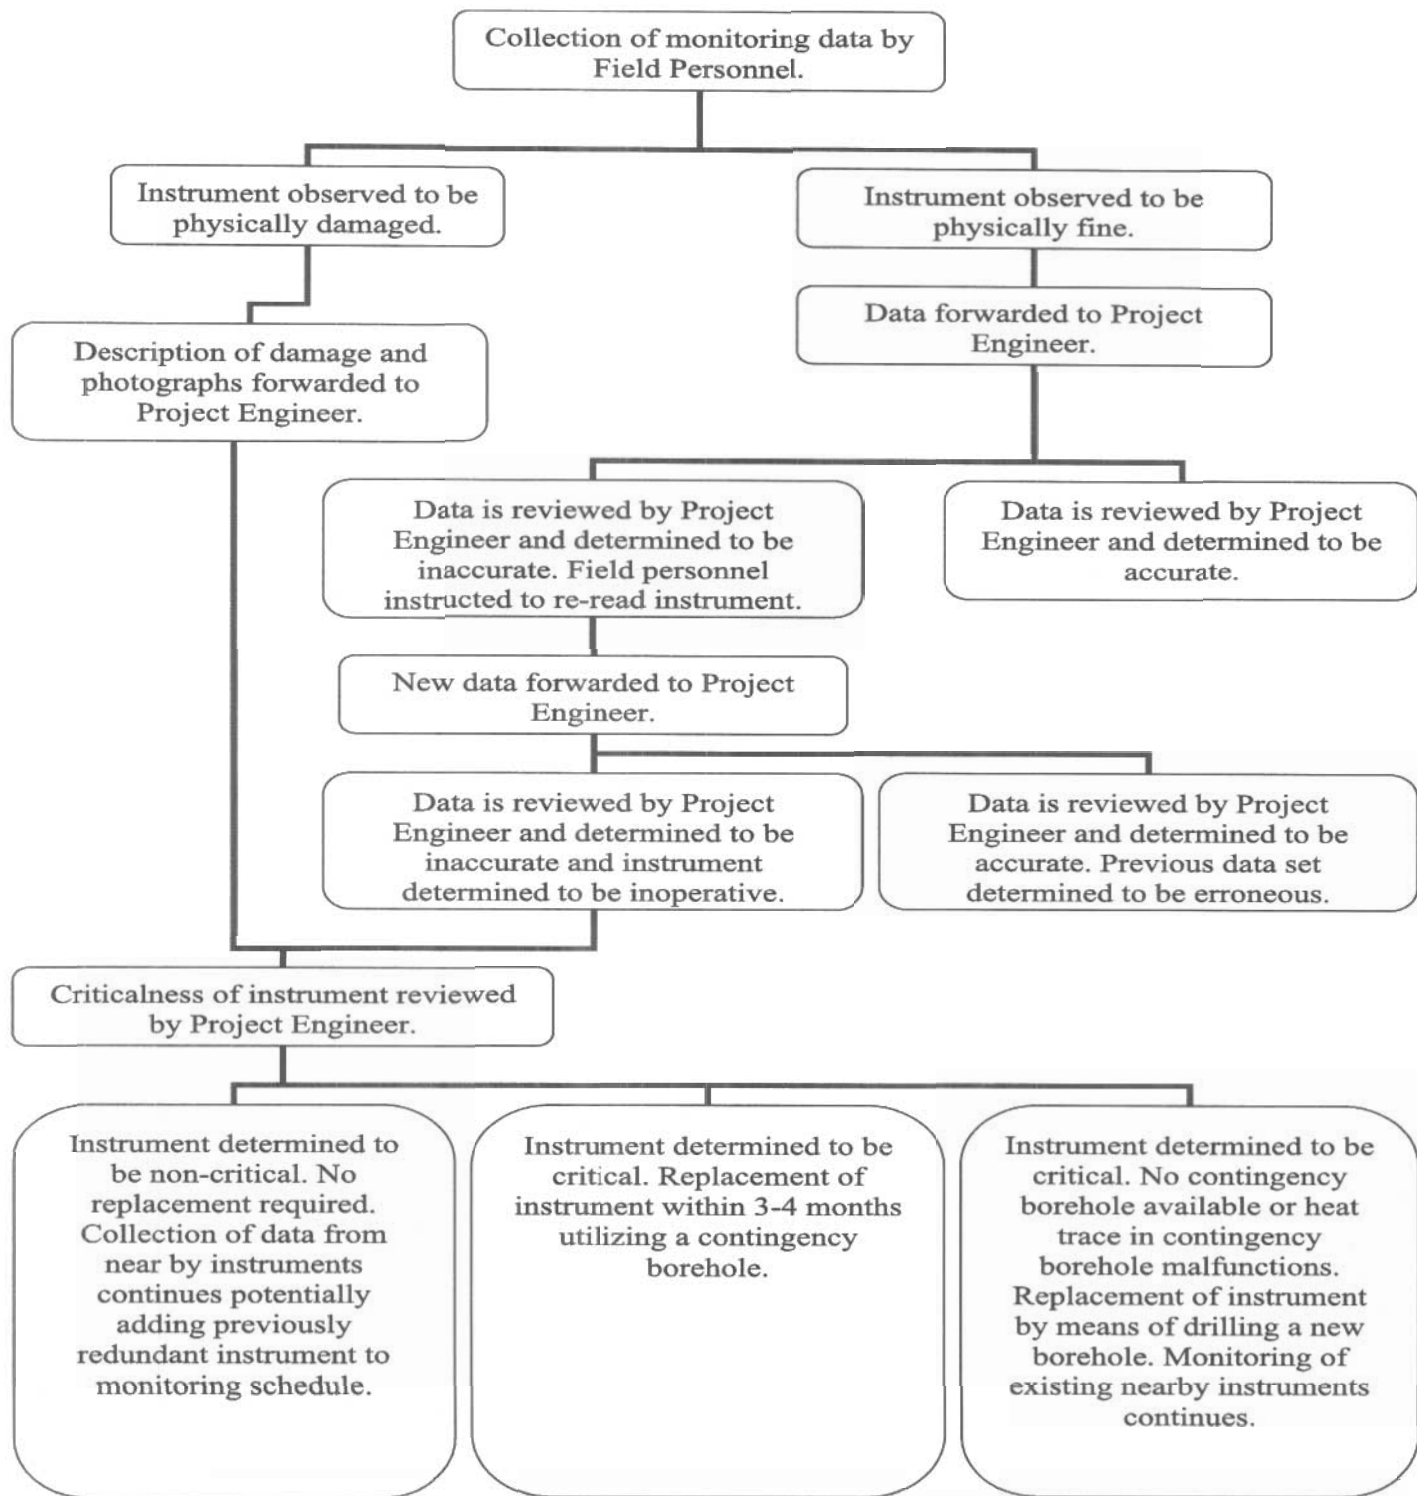 Collection of monitoring data by
Field Personnel.
Instrument observed to be
physically damaged.
Instrument observed to be
physically fine.
Data forwarded to Project
Engineer.
Description of damage and
photographs forwarded to
Project Engineer.
Data is reviewed by Project
Engineer and determined to be
inaccurate. Field personnel
instructed to re-read instrument.
Data is reviewed by Project
Engineer and determined to be
accurate.
New data forwarded to Project
Engineer.
Data is reviewed by Project
Engineer and determined to be
inaccurate and instrument
determined to be inoperative.
Data is reviewed by Project
Engineer and determined to be
accurate. Previous data set
determined to be erroneous.
Criticalness of instrument reviewed
by Project Engineer.
Instrument determined to
be non-critical. No
replacement required.
Collection of data from
near by instruments
continues potentially
adding previously
redundant instrument to
monitoring schedule.
Instrument determined to be
critical. Replacement of
instrument within 3-4 months
utilizing a contingency
borehole.
Instrument determined to be
critical. No contingency
borehole available or heat
trace in contingency
borehole malfunctions.
Replacement of instrument
by means of drilling a new
borehole. Monitoring of
existing nearby instruments
continues.